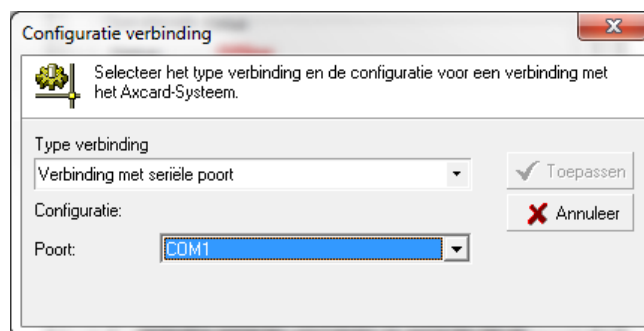 Configuratie verbinding
Selecteer het type verbinding en de configuratie voor een verbinding met
het Axcard-Systeem.
Type verbinding
Verbinding met seriële poort
Toepassen
Configuratie:
Annuleer
Poort:
COM1